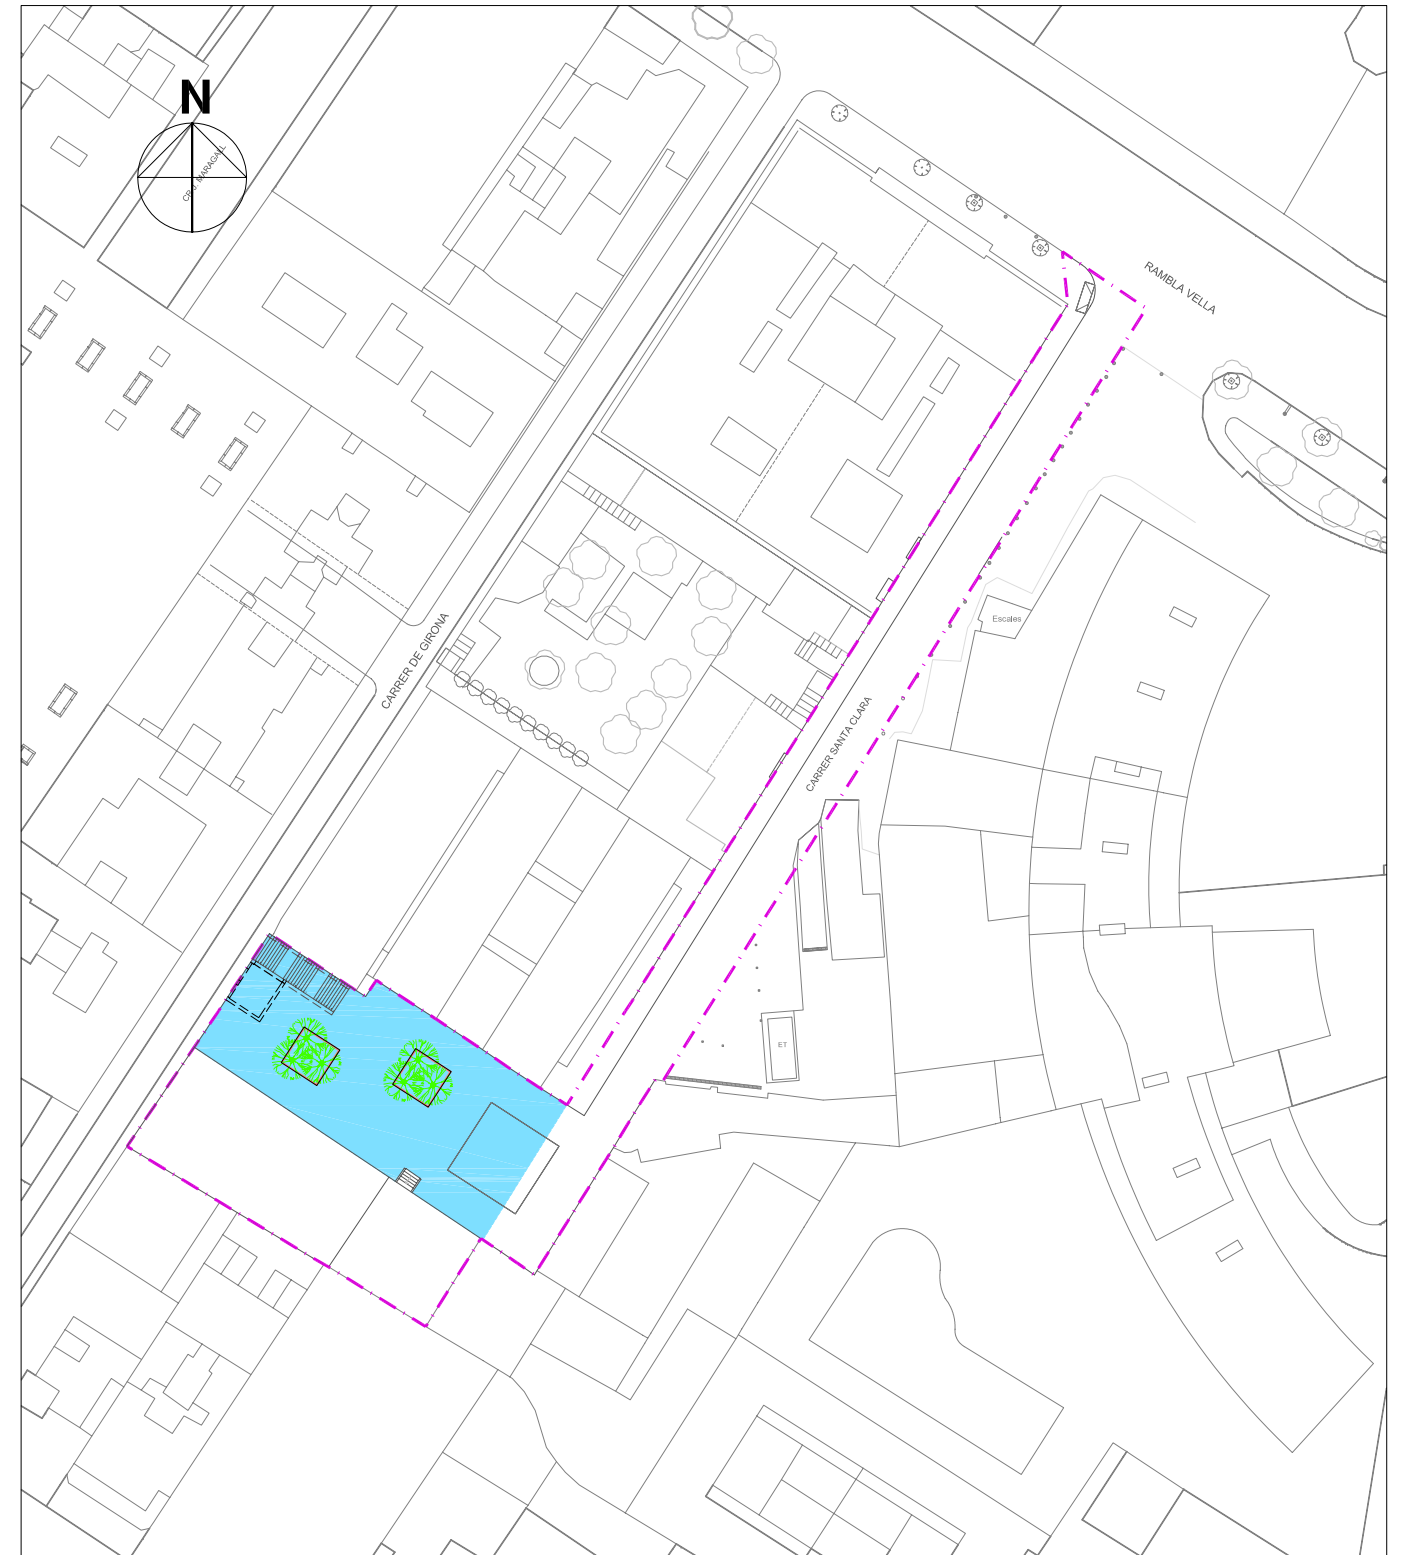 N
CR J. MARAGALL
RAMBLA VELLA
Escales
CARRER DE GIRONA
CARRER SANTA CLARA
ET